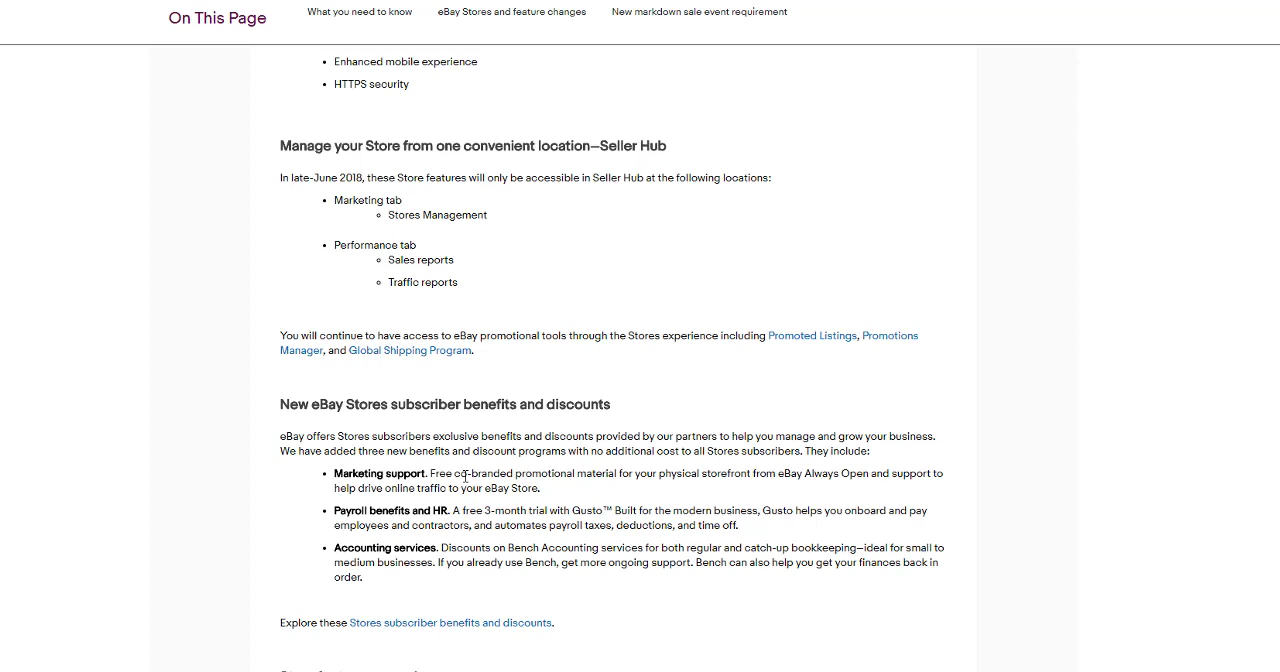 On This Page
What you need to know
eBay Stores and feature changes
New markdown sale event requirement
• Enhanced mobile experience
• HTTPS security
Manage your Store from one convenient location—Seller Hub
In late-June 2018, these Store features will only be accessible in Seller Hub at the following locations:
• Marketing tab
◦ Stores Management
• Performance tab
◦ Sales reports
◦ Traffic reports
You will continue to have access to eBay promotional tools through the Stores experience including Promoted Listings, Promotions
Manager, and Global Shipping Program.
New eBay Stores subscriber benefits and discounts
eBay offers Stores subscribers exclusive benefits and discounts provided by our partners to help you manage and grow your business.
We have added three new benefits and discount programs with no additional cost to all Stores subscribers. They include:
• Marketing support. Free co-branded promotional material for your physical storefront from eBay Always Open and support to
help drive online traffic to your eBay Store.
• Payroll benefits and HR. A free 3-month trial with Gusto™ Built for the modern business, Gusto helps you onboard and pay
employees and contractors, and automates payroll taxes, deductions, and time off.
• Accounting services. Discounts on Bench Accounting services for both regular and catch-up bookkeeping—ideal for small to
medium businesses. If you already use Bench, get more ongoing support. Bench can also help you get your finances back in
order.
Explore these Stores subscriber benefits and discounts.